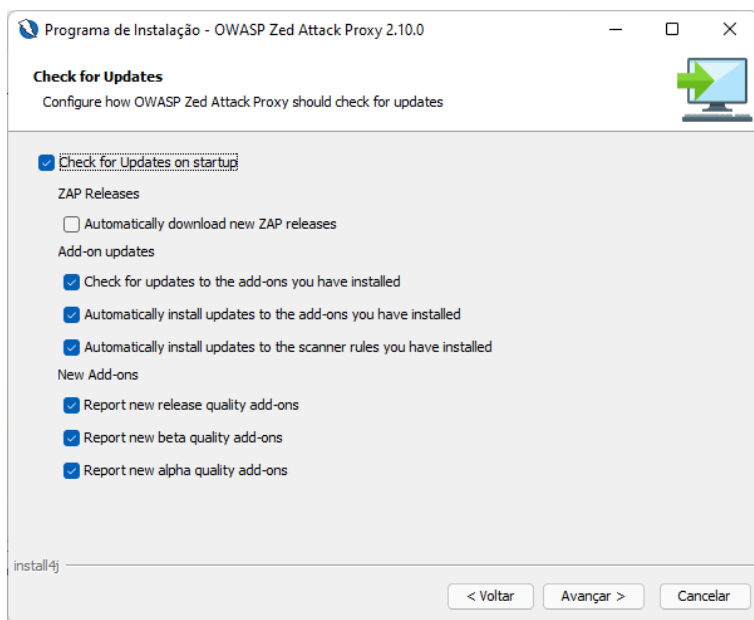 Programa de Instalação - OWASP Zed Attack Proxy 2.10.0
Check for Updates
Configure how OWASP Zed Attack Proxy should check for updates
Check for Updates on startup
ZAP Releases
Automatically download new ZAP releases
Add-on updates
Check for updates to the add-ons you have installed
Automatically install updates to the add-ons you have installed
Automatically install updates to the scanner rules you have installed
New Add-ons
Report new release quality add-ons
Report new beta quality add-ons
Report new alpha quality add-ons
install4j
< Voltar Avançar > Cancelar